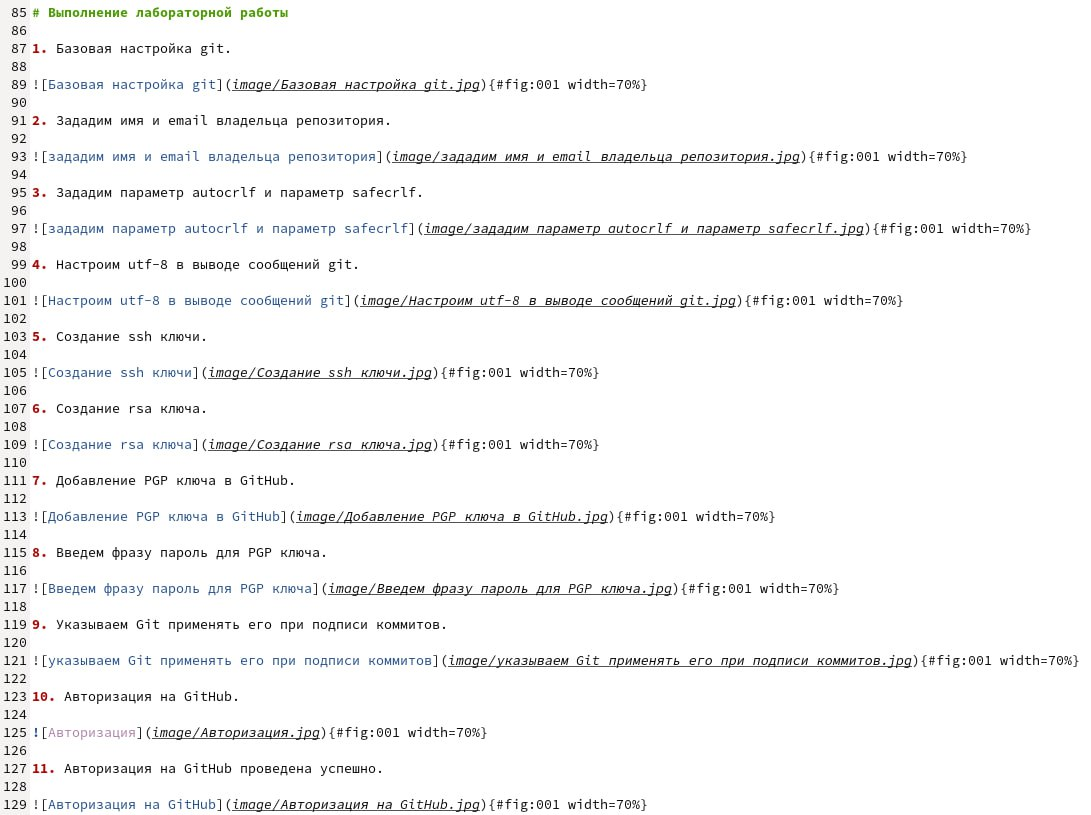 85 # Выполнение лабораторной работы
86
87 1. Базовая настройка git.
88
89 ![Базовая настройка git](image/Базовая настройка git.jpg){#fig:001 width=70%}
90
91 2. Зададим имя и email владельца репозитория.
92
93 ![зададим имя и email владельца репозитория](image/зададим имя и email владельца репозитория.jpg){#fig:001 width=70%}
94
95 3. Зададим параметр autocrlf и параметр safecrlf.
96
97 ![зададим параметр autocrlf и параметр safecrlf](image/зададим параметр autocrlf и параметр safecrlf.jpg){#fig:001 width=70%}
98
99 4. Настроим utf-8 в выводе сообщений git.
100
101 ![Настроим utf-8 в выводе сообщений git](image/Настроим utf-8 в выводе сообщений git.jpg){#fig:001 width=70%}
102
103 5. Создание ssh ключи.
104
105 ![Создание ssh ключи](image/Создание ssh ключи.jpg){#fig:001 width=70%}
106
107 6. Создание rsa ключа.
108
109 ![Создание rsa ключа](image/Создание rsa ключа.jpg){#fig:001 width=70%}
110
111 7. Добавление PGP ключа в GitHub.
112
113 ![Добавление PGP ключа в GitHub](image/Добавление PGP ключа в GitHub.jpg){#fig:001 width=70%}
114
115 8. Введем фразу пароль для PGP ключа.
116
117 ![Введем фразу пароль для PGP ключа](image/Введем фразу пароль для PGP ключа.jpg){#fig:001 width=70%}
118
119 9. Указываем Git применять его при подписи коммитов.
120
121 ![указываем Git применять его при подписи коммитов](image/указываем Git применять его при подписи коммитов.jpg){#fig:001 width=70%}
122
123 10. Авторизация на GitHub.
124
125 ![Авторизация](image/Авторизация.jpg){#fig:001 width=70%}
126
127 11. Авторизация на GitHub проведена успешно.
128
129 ![Авторизация на GitHub](image/Авторизация на GitHub.jpg){#fig:001 width=70%}